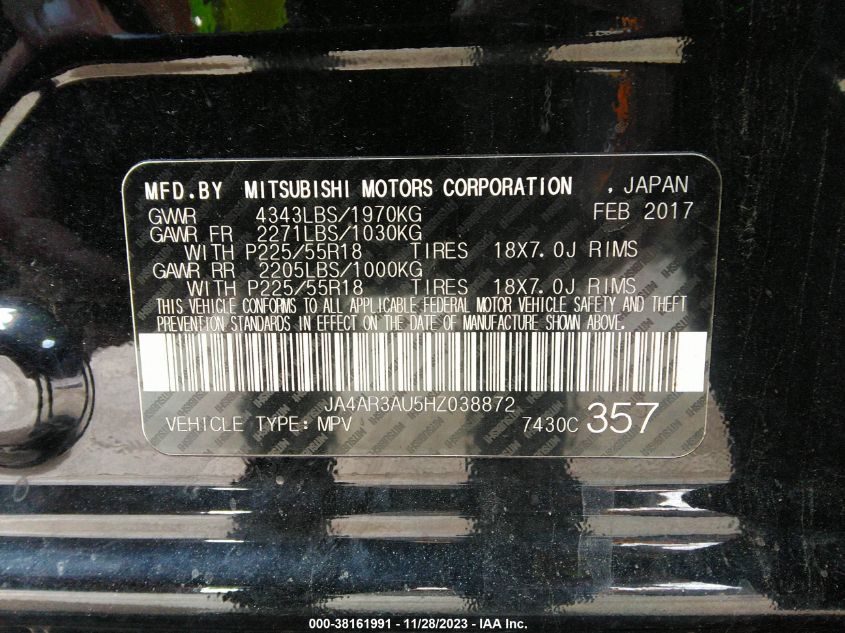 MFD.BY MITSUBISHI MOTORS CORPORATION , JAPAN
GVWR 4343LBS/1970KG FEB 2017
GAWR FR 2271LBS/1030KG
WITH P225/55R18 TIRES 18X7.0J RIMS
GAWR RR 2205LBS/1000KG
WITH P225/55R18 TIRES 18X7.0J RIMS
THIS VEHICLE CONFORMS TO ALL APPLICABLE FEDERAL MOTOR VEHICLE SAFETY AND THEFT
PREVENTION STANDARDS IN EFFECT ON THE DATE OF MANUFACTURE SHOWN ABOVE.
JA4AR3AU5HZ038872
VEHICLE TYPE:MPV 7430C 357
000-38161991 - 11/28/2023 - IAA Inc.